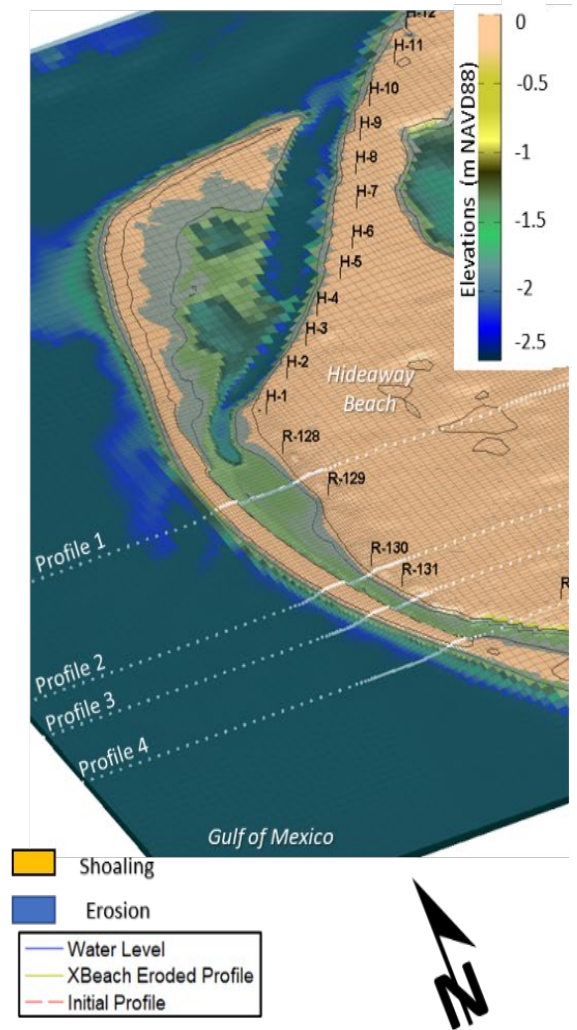 H-12
H-11
H-10
H-9
H-8
H-7
H-6
H-5
H-4
H-3
H-2
H-1
Hideaway
Beach
R-128
R-129
R-130
R-131
R
Profile 1
Profile 2
Profile 3
Profile 4
Gulf of Mexico
Elevations (m NAVD88)
0
-0.5
-1
-1.5
-2
-2.5
Shoaling
Erosion
Water Level
XBeach Eroded Profile
Initial Profile
N